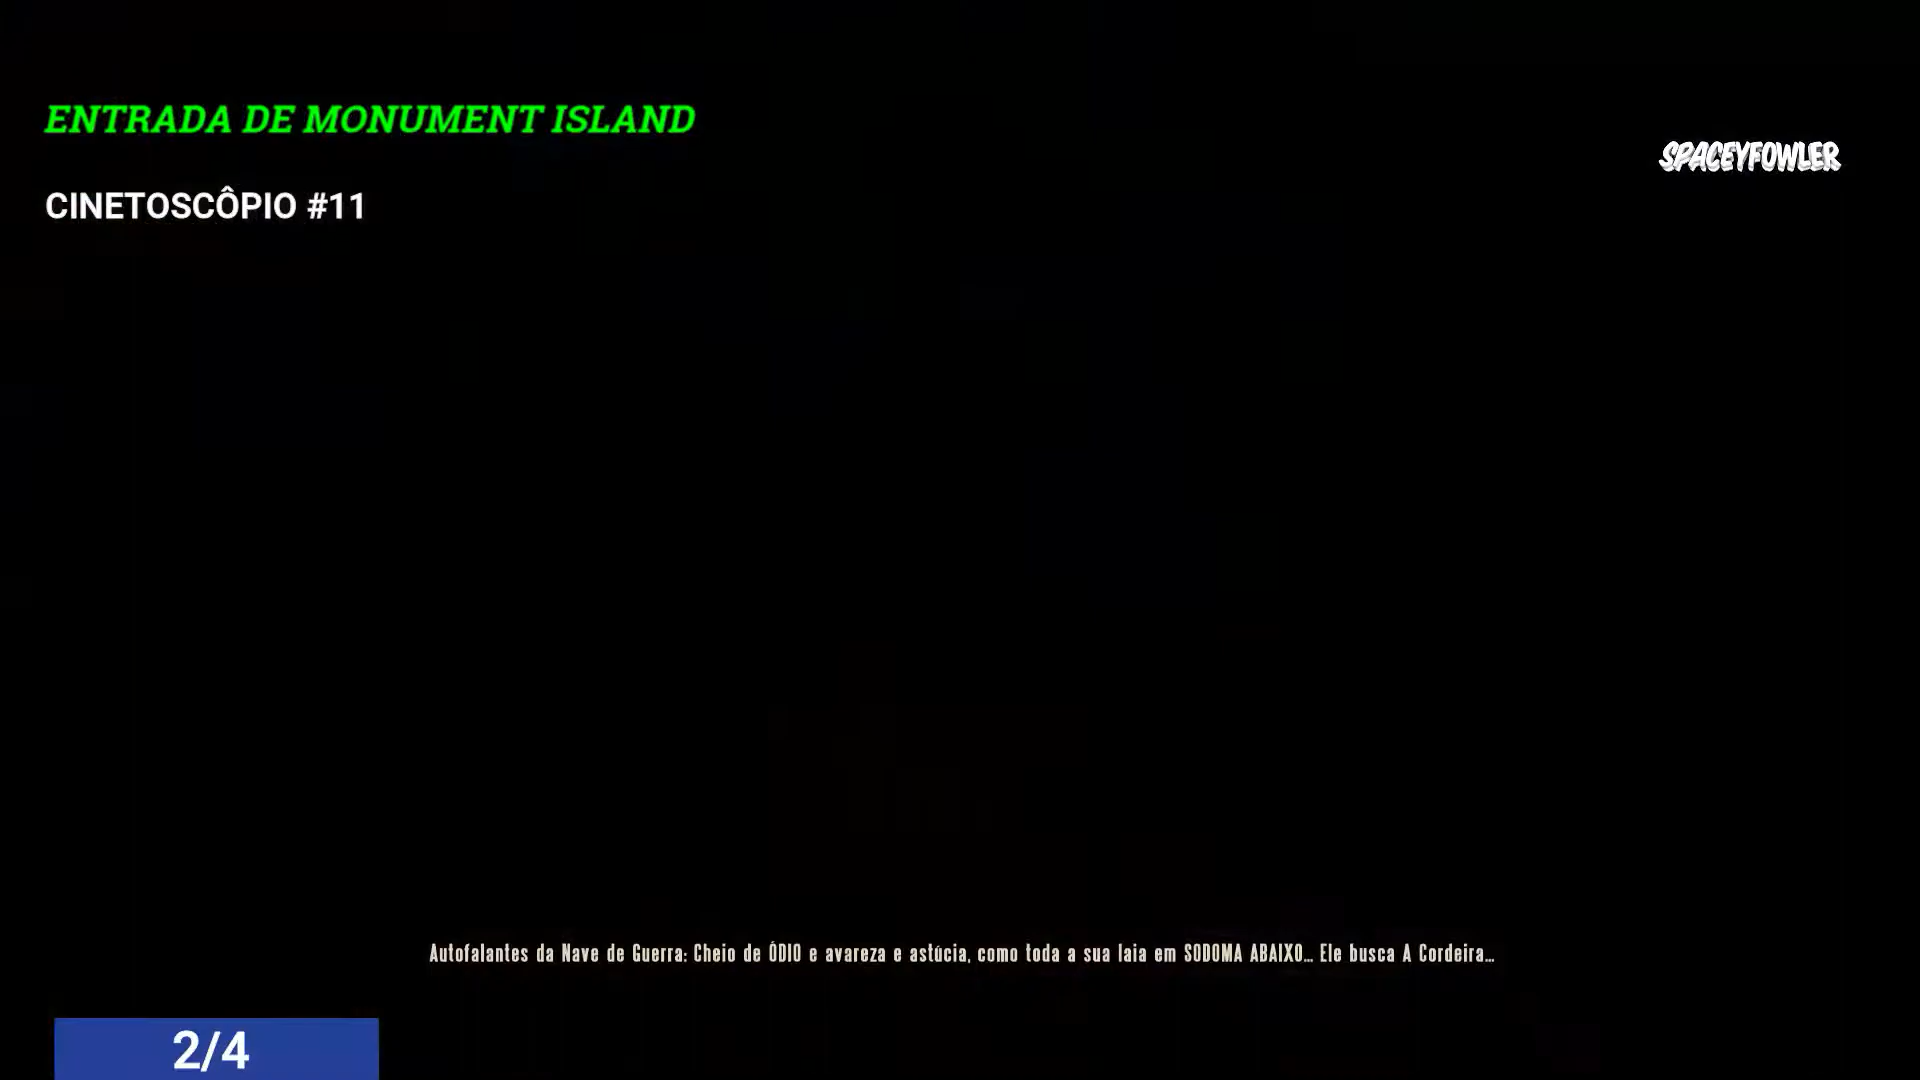 ENTRADA DE MONUMENT ISLAND
SPACEYFOWLER
CINETOSCÔPIO #11
Autofalantes da Nave de Guerra: Cheio de ÓDIO e avareza e astúcia, como toda a sua laia em SODOMA ABAIXO... Ele busca A Cordeira...
2/4